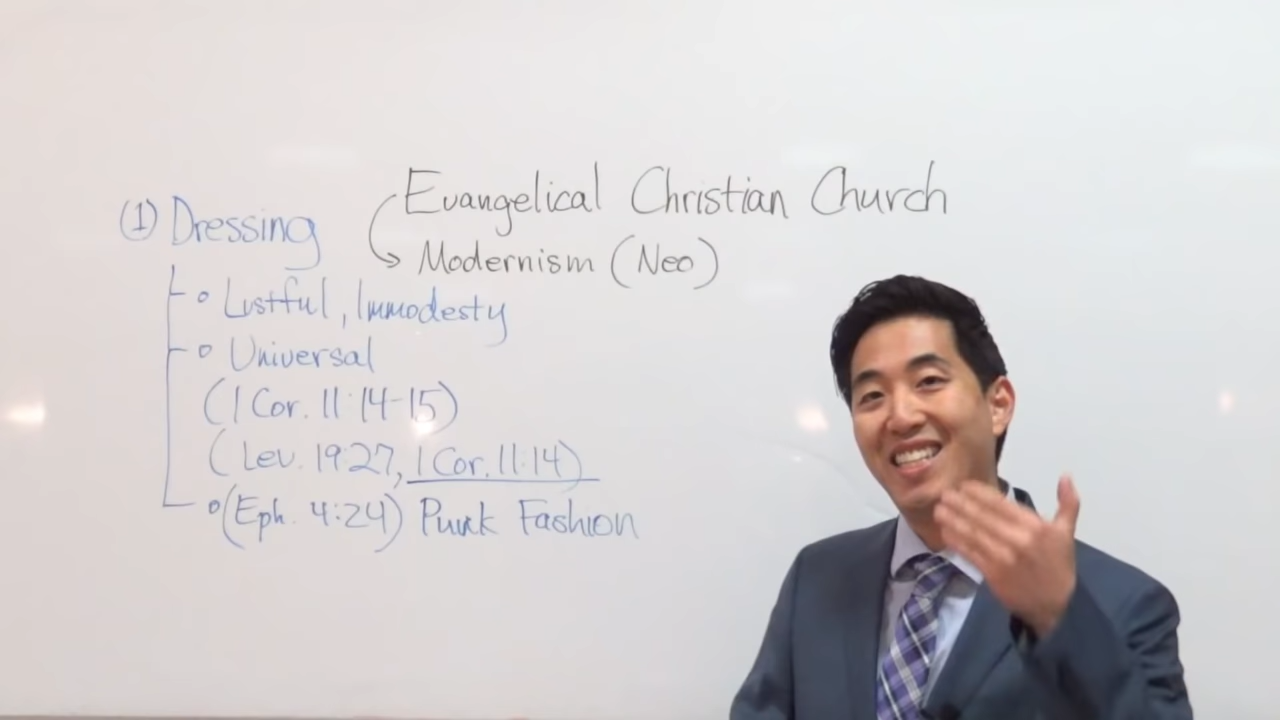 Evangelical Christian Church
Modernism (Neo)
(1) Dressing
Lustful, Immodesty
Universal
(1 Cor. 11:14-15)
(Lev. 19:27, 1 Cor. 11:14)
(Eph. 4:24) Punk Fashion